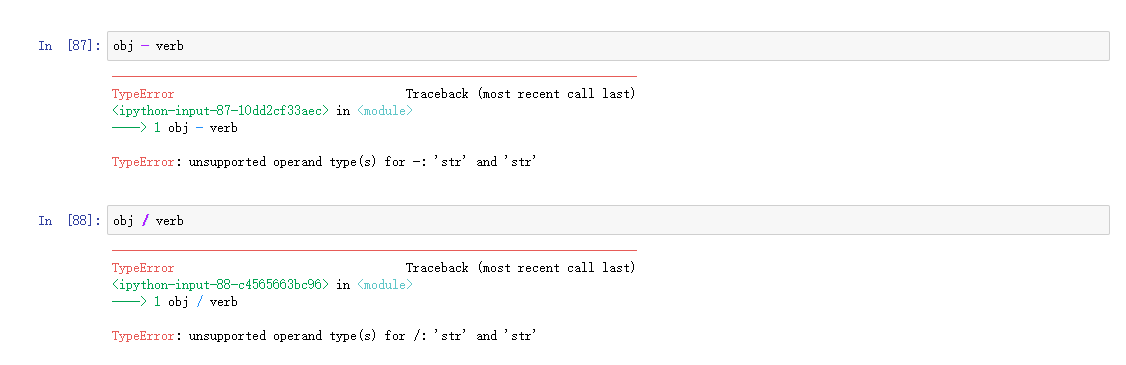 In [87]: obj - verb
TypeError Traceback (most recent call last)
<ipython-input-87-10dd2cf33aec> in <module>
----> 1 obj - verb
TypeError: unsupported operand type(s) for -: 'str' and 'str'
In [88]: obj / verb
TypeError Traceback (most recent call last)
<ipython-input-88-c4565663bc96> in <module>
----> 1 obj / verb
TypeError: unsupported operand type(s) for /: 'str' and 'str'